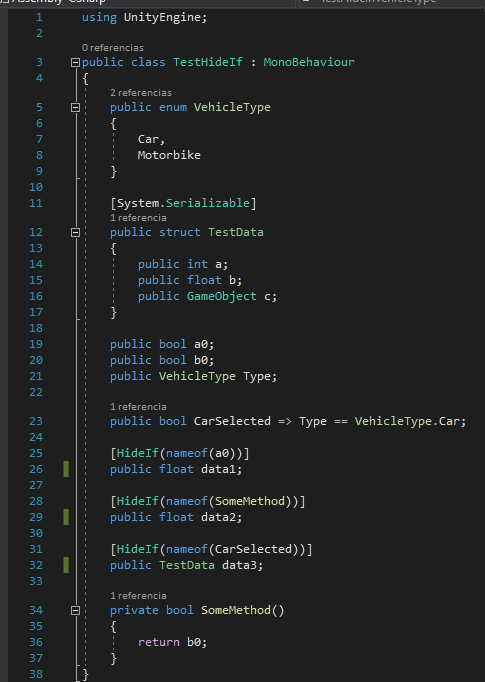 1 using UnityEngine;
2
0 referencias
3 public class TestHideIf : MonoBehaviour
4 {
2 referencias
5 public enum VehicleType
6 {
7 Car,
8 Motorbike
9 }
10
11 [System.Serializable]
1 referencia
12 public struct TestData
13 {
14 public int a;
15 public float b;
16 public GameObject c;
17 }
18
19 public bool a0;
20 public bool b0;
21 public VehicleType Type;
22
1 referencia
23 public bool CarSelected => Type == VehicleType.Car;
24
25 [HideIf(nameof(a0))]
26 public float data1;
27
28 [HideIf(nameof(SomeMethod))]
29 public float data2;
30
31 [HideIf(nameof(CarSelected))]
32 public TestData data3;
33
1 referencia
34 private bool SomeMethod()
35 {
36 return b0;
37 }
38 }